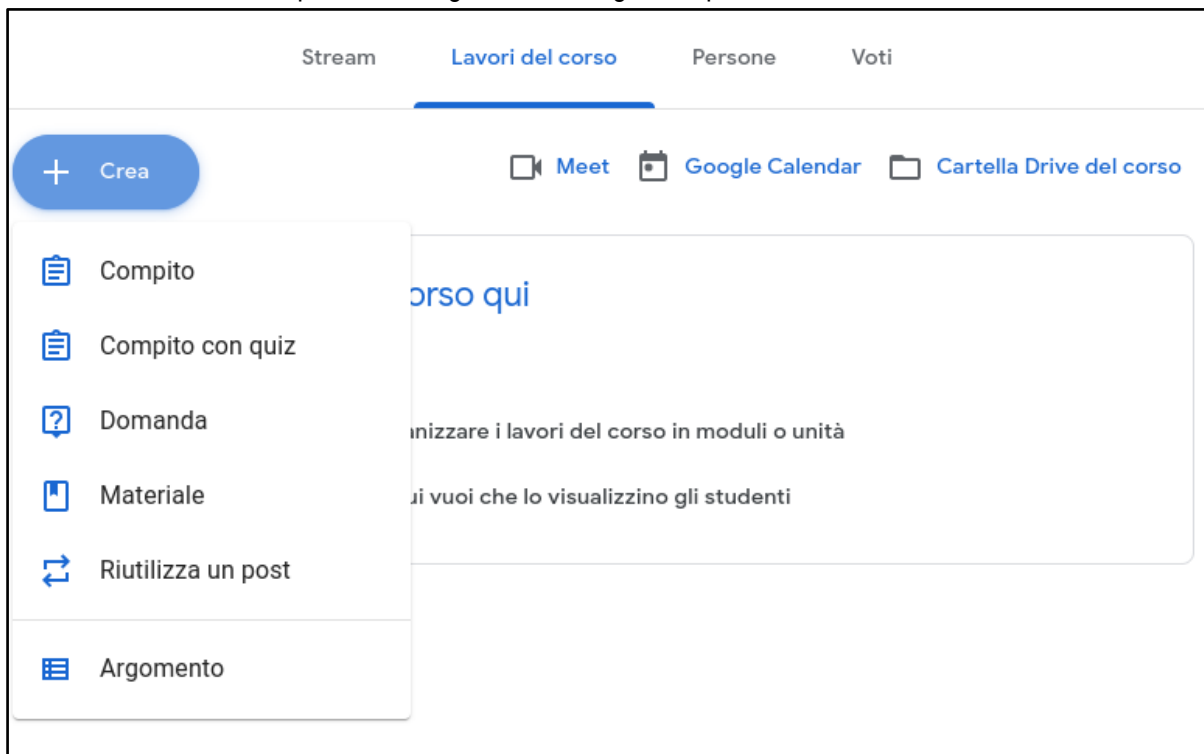 Stream Lavori del corso Persone Voti
Crea Meet Google Calendar Cartella Drive del corso
Compito
orso qui
Compito con quiz
Domanda
anizzare i lavori del corso in moduli o unità
Materiale
ui vuoi che lo visualizzino gli studenti
Riutilizza un post
Argomento